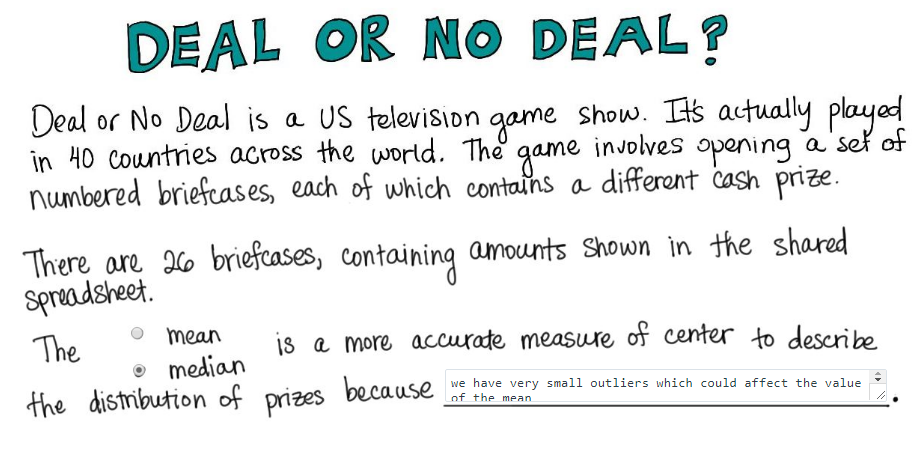 DEAL OR NO DEAL?
Deal or No Deal is a US television game show. It's actually played
in 40 countries across the world. The game involves opening a set of
numbered briefcases, each of which contains a different cash prize.
There are 26 briefcases, containing amounts shown in the shared
spreadsheet.
The mean
median is a more accurate measure of center to describe
the distribution of prizes because we have very small outliers which could affect the value
of the mean.